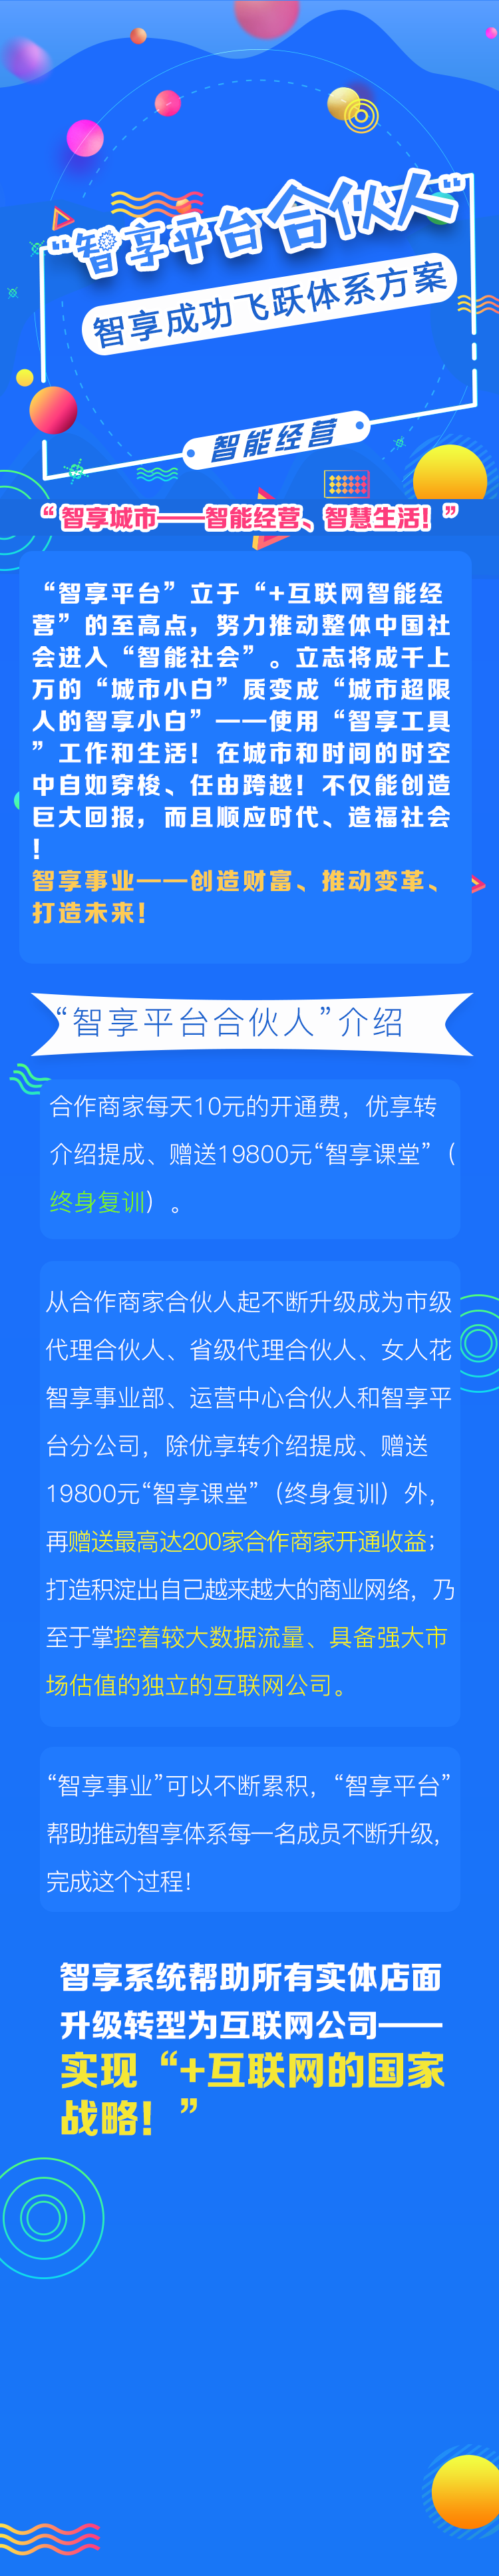 “智享平台合伙人”
智享成功飞跃体系方案
智能经营
“智享城市——智能经营、智慧生活！”
“智享平台”立于“+互联网智能经
营”的至高点，努力推动整体中国社
会进入“智能社会”。立志将成千上
万的“城市小白”质变成“城市超限
人的智享小白”——使用“智享工具
”工作和生活！在城市和时间的时空
中自如穿梭、任由跨越！不仅能创造
巨大回报，而且顺应时代、造福社会
！
智享事业——创造财富、推动变革、
打造未来！
“智享平台合伙人”介绍
合作商家每天10元的开通费，优享转
介绍提成、赠送19800元“智享课堂”（
终身复训）。
从合作商家合伙人起不断升级成为市级
代理合伙人、省级代理合伙人、女人花
智享事业部、运营中心合伙人和智享平
台分公司，除优享转介绍提成、赠送
19800元“智享课堂”（终身复训）外，
再赠送最高达200家合作商家开通收益；
打造积淀出自己越来越大的商业网络，乃
至于掌控着较大数据流量、具备强大市
场估值的独立的互联网公司。
“智享事业”可以不断累积，“智享平台”
帮助推动智享体系每一名成员不断升级，
完成这个过程！
智享系统帮助所有实体店面
升级转型为互联网公司——
实现“+互联网的国家
战略！”